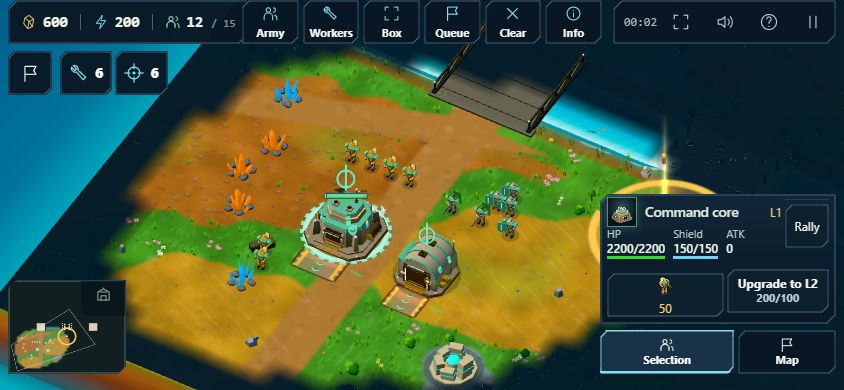 600 200 12 / 15
Army Workers Box Queue Clear Info
00:02
6 6
Command core L1
Rally
HP Shield ATK
2200/2200 150/150 0
50
Upgrade to L2
200/100
Selection Map